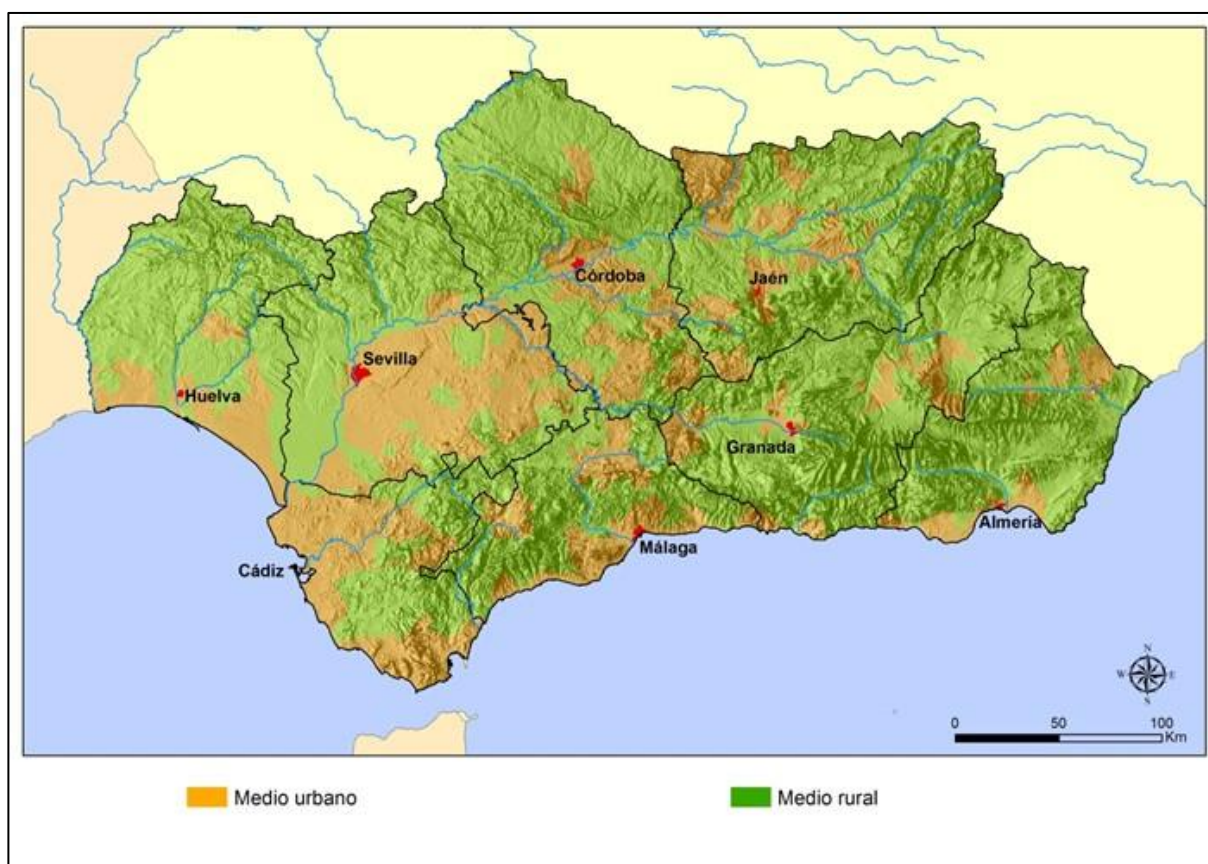 Córdoba
Jaén
Sevilla
Huelva
Granada
Almería
Málaga
Cádiz
N
W E
S
0 50 100
Km
Medio urbano
Medio rural